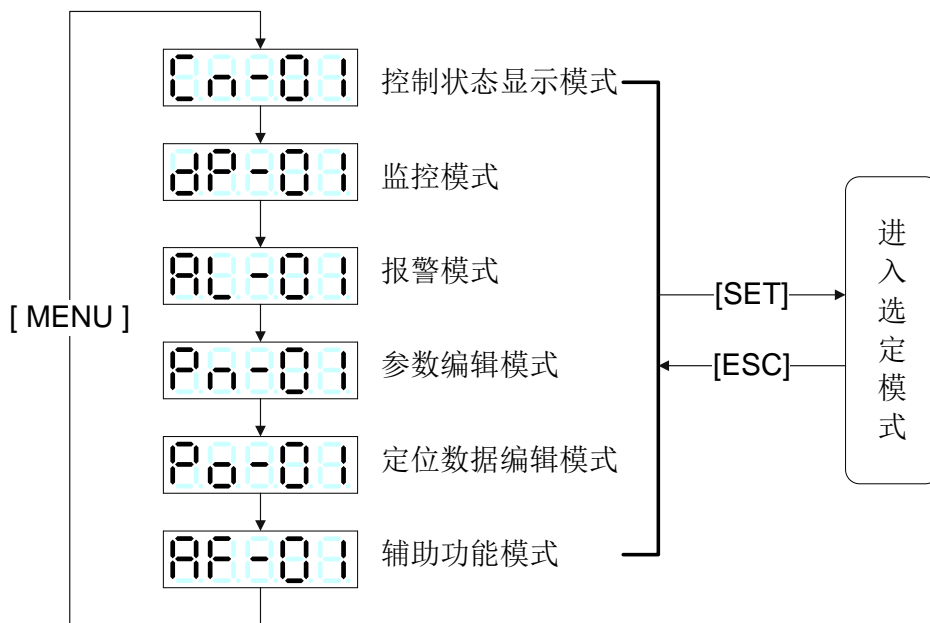 Cn-01 控制状态显示模式
dP-01 监控模式
AL-01 报警模式
[ MENU ]
Pn-01 参数编辑模式
Po-01 定位数据编辑模式
AF-01 辅助功能模式
[SET]
[ESC]
进入选定模式